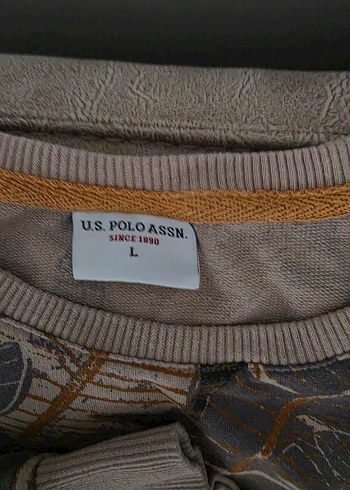 U.S. POLO ASSN.
SINCE 1890
L